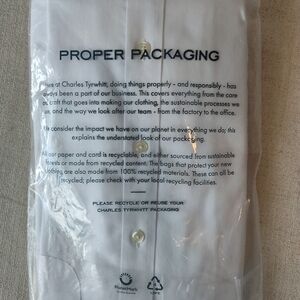 PROPER PACKAGING
Here at Charles Tyrwhitt, doing things properly - and responsibly - has
always been a part of our business. This covers everything from the care
craft that goes into making our clothing, the sustainable processes we
use, and the way we look after our team - from the factory to the office.
We consider the impact we have on our planet in everything we do; this
explains the understated look of our packaging.
All our paper and card is recyclable, and either sourced from sustainable
forests or made from recycled content. The bags that protect your new
clothing are also made from 100% recycled materials. These can all be
recycled; please check with your local recycling facilities.
PLEASE RECYCLE OR REUSE YOUR
CHARLES TYRWHITT PACKAGING